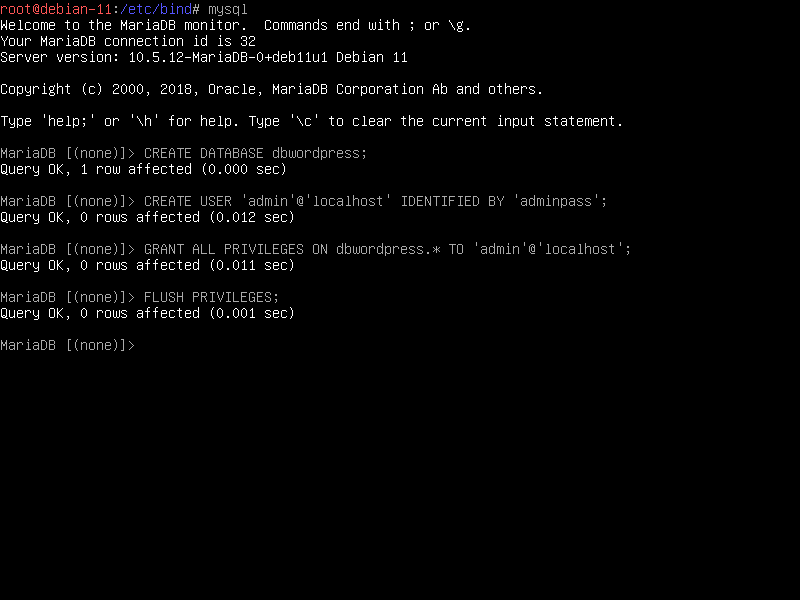 root@debian-11:/etc/bind# mysql
Welcome to the MariaDB monitor.  Commands end with ; or \g.
Your MariaDB connection id is 32
Server version: 10.5.12-MariaDB-0+deb11u1 Debian 11
Copyright (c) 2000, 2018, Oracle, MariaDB Corporation Ab and others.
Type 'help;' or '\h' for help. Type '\c' to clear the current input statement.
MariaDB [(none)]> CREATE DATABASE dbwordpress;
Query OK, 1 row affected (0.000 sec)
MariaDB [(none)]> CREATE USER 'admin'@'localhost' IDENTIFIED BY 'adminpass';
Query OK, 0 rows affected (0.012 sec)
MariaDB [(none)]> GRANT ALL PRIVILEGES ON dbwordpress.* TO 'admin'@'localhost';
Query OK, 0 rows affected (0.011 sec)
MariaDB [(none)]> FLUSH PRIVILEGES;
Query OK, 0 rows affected (0.001 sec)
MariaDB [(none)]>